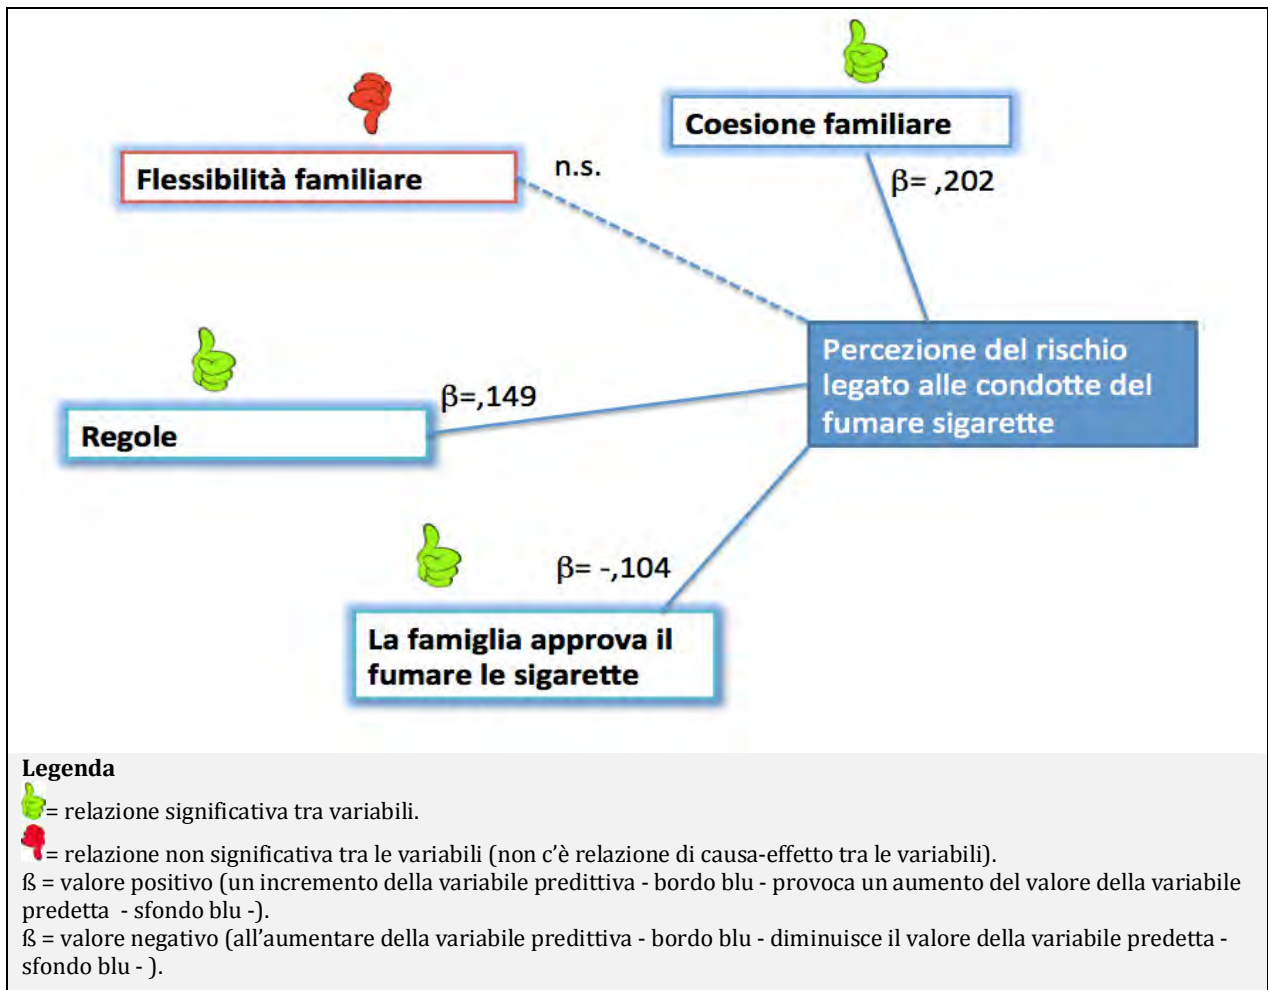 Coesione familiare
Flessibilità familiare
n.s.
β= ,202
Percezione del rischio
legato alle condotte del
fumare sigarette
β=,149
Regole
β= -,104
La famiglia approva il
fumare le sigarette
Legenda
= relazione significativa tra variabili.
= relazione non significativa tra le variabili (non c’è relazione di causa-effetto tra le variabili).
ß = valore positivo (un incremento della variabile predittiva - bordo blu - provoca un aumento del valore della variabile
predetta - sfondo blu -).
ß = valore negativo (all’aumentare della variabile predittiva - bordo blu - diminuisce il valore della variabile predetta -
sfondo blu - ).